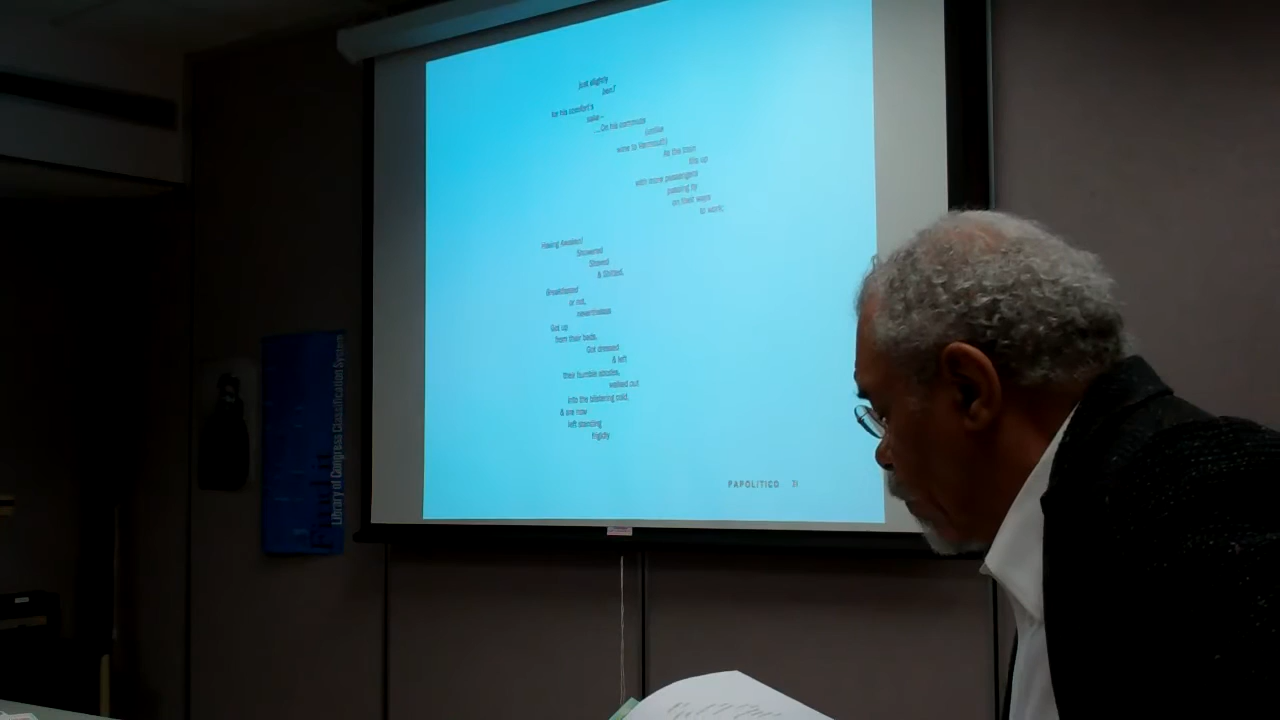 just slightly
bent
for his comfort's
sake –
...On his commute
(unlike
wine to Vermouth)
As the train
fills up
with more passengers
passing by
on their ways
to work;
Having Awaked
Showered
Shaved
& Shitted.
Breakfasted
or not,
nevertheless
Got up
from their beds,
Got dressed
& left
their humble abodes,
walked out
into the blistering cold,
& are now
left standing
frigidly
PAPOLITICO 31
Library of Congress Classification System
Find it